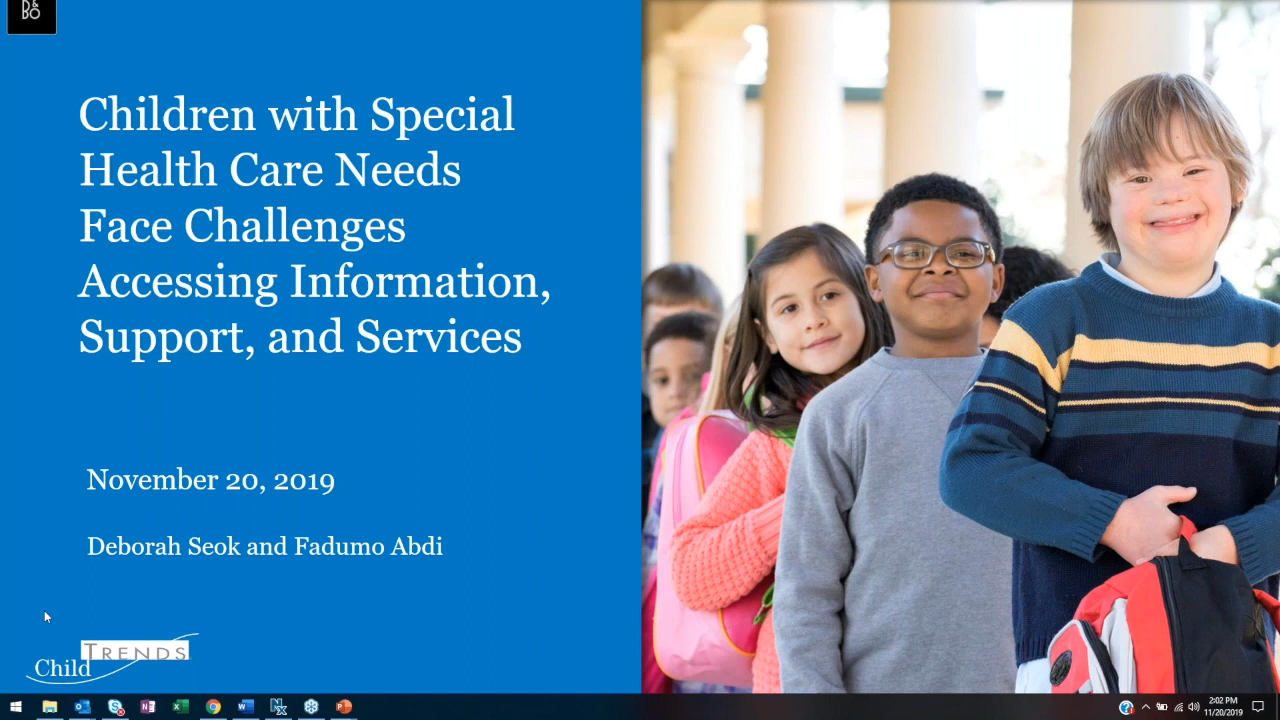 B&
BO
Children with Special
Health Care Needs
Face Challenges
Accessing Information,
Support, and Services
November 20, 2019
Deborah Seok and Fadumo Abdi
Child TRENDS
2:02 PM
11/20/2019